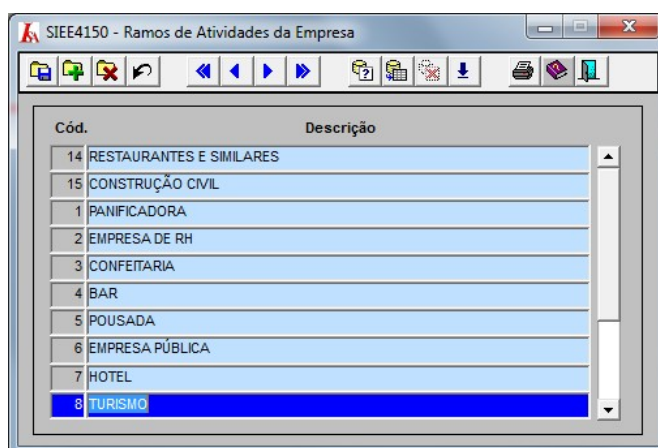 SIEE4150 - Ramos de Atividades da Empresa
Cód. Descrição
14 RESTAURANTES E SIMILARES
15 CONSTRUÇÃO CIVIL
1 PANIFICADORA
2 EMPRESA DE RH
3 CONFEITARIA
4 BAR
5 POUSADA
6 EMPRESA PÚBLICA
7 HOTEL
8 TURISMO